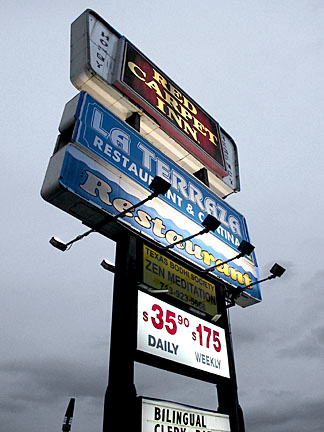 RED
CARPET
INN
LA TERRAZA
RESTAURANT & CANTINA
Restaurant
TEXAS BODHI SOCIETY
ZEN MEDITATION
$35.90 $175
DAILY WEEKLY
BILINGUAL
CLERK